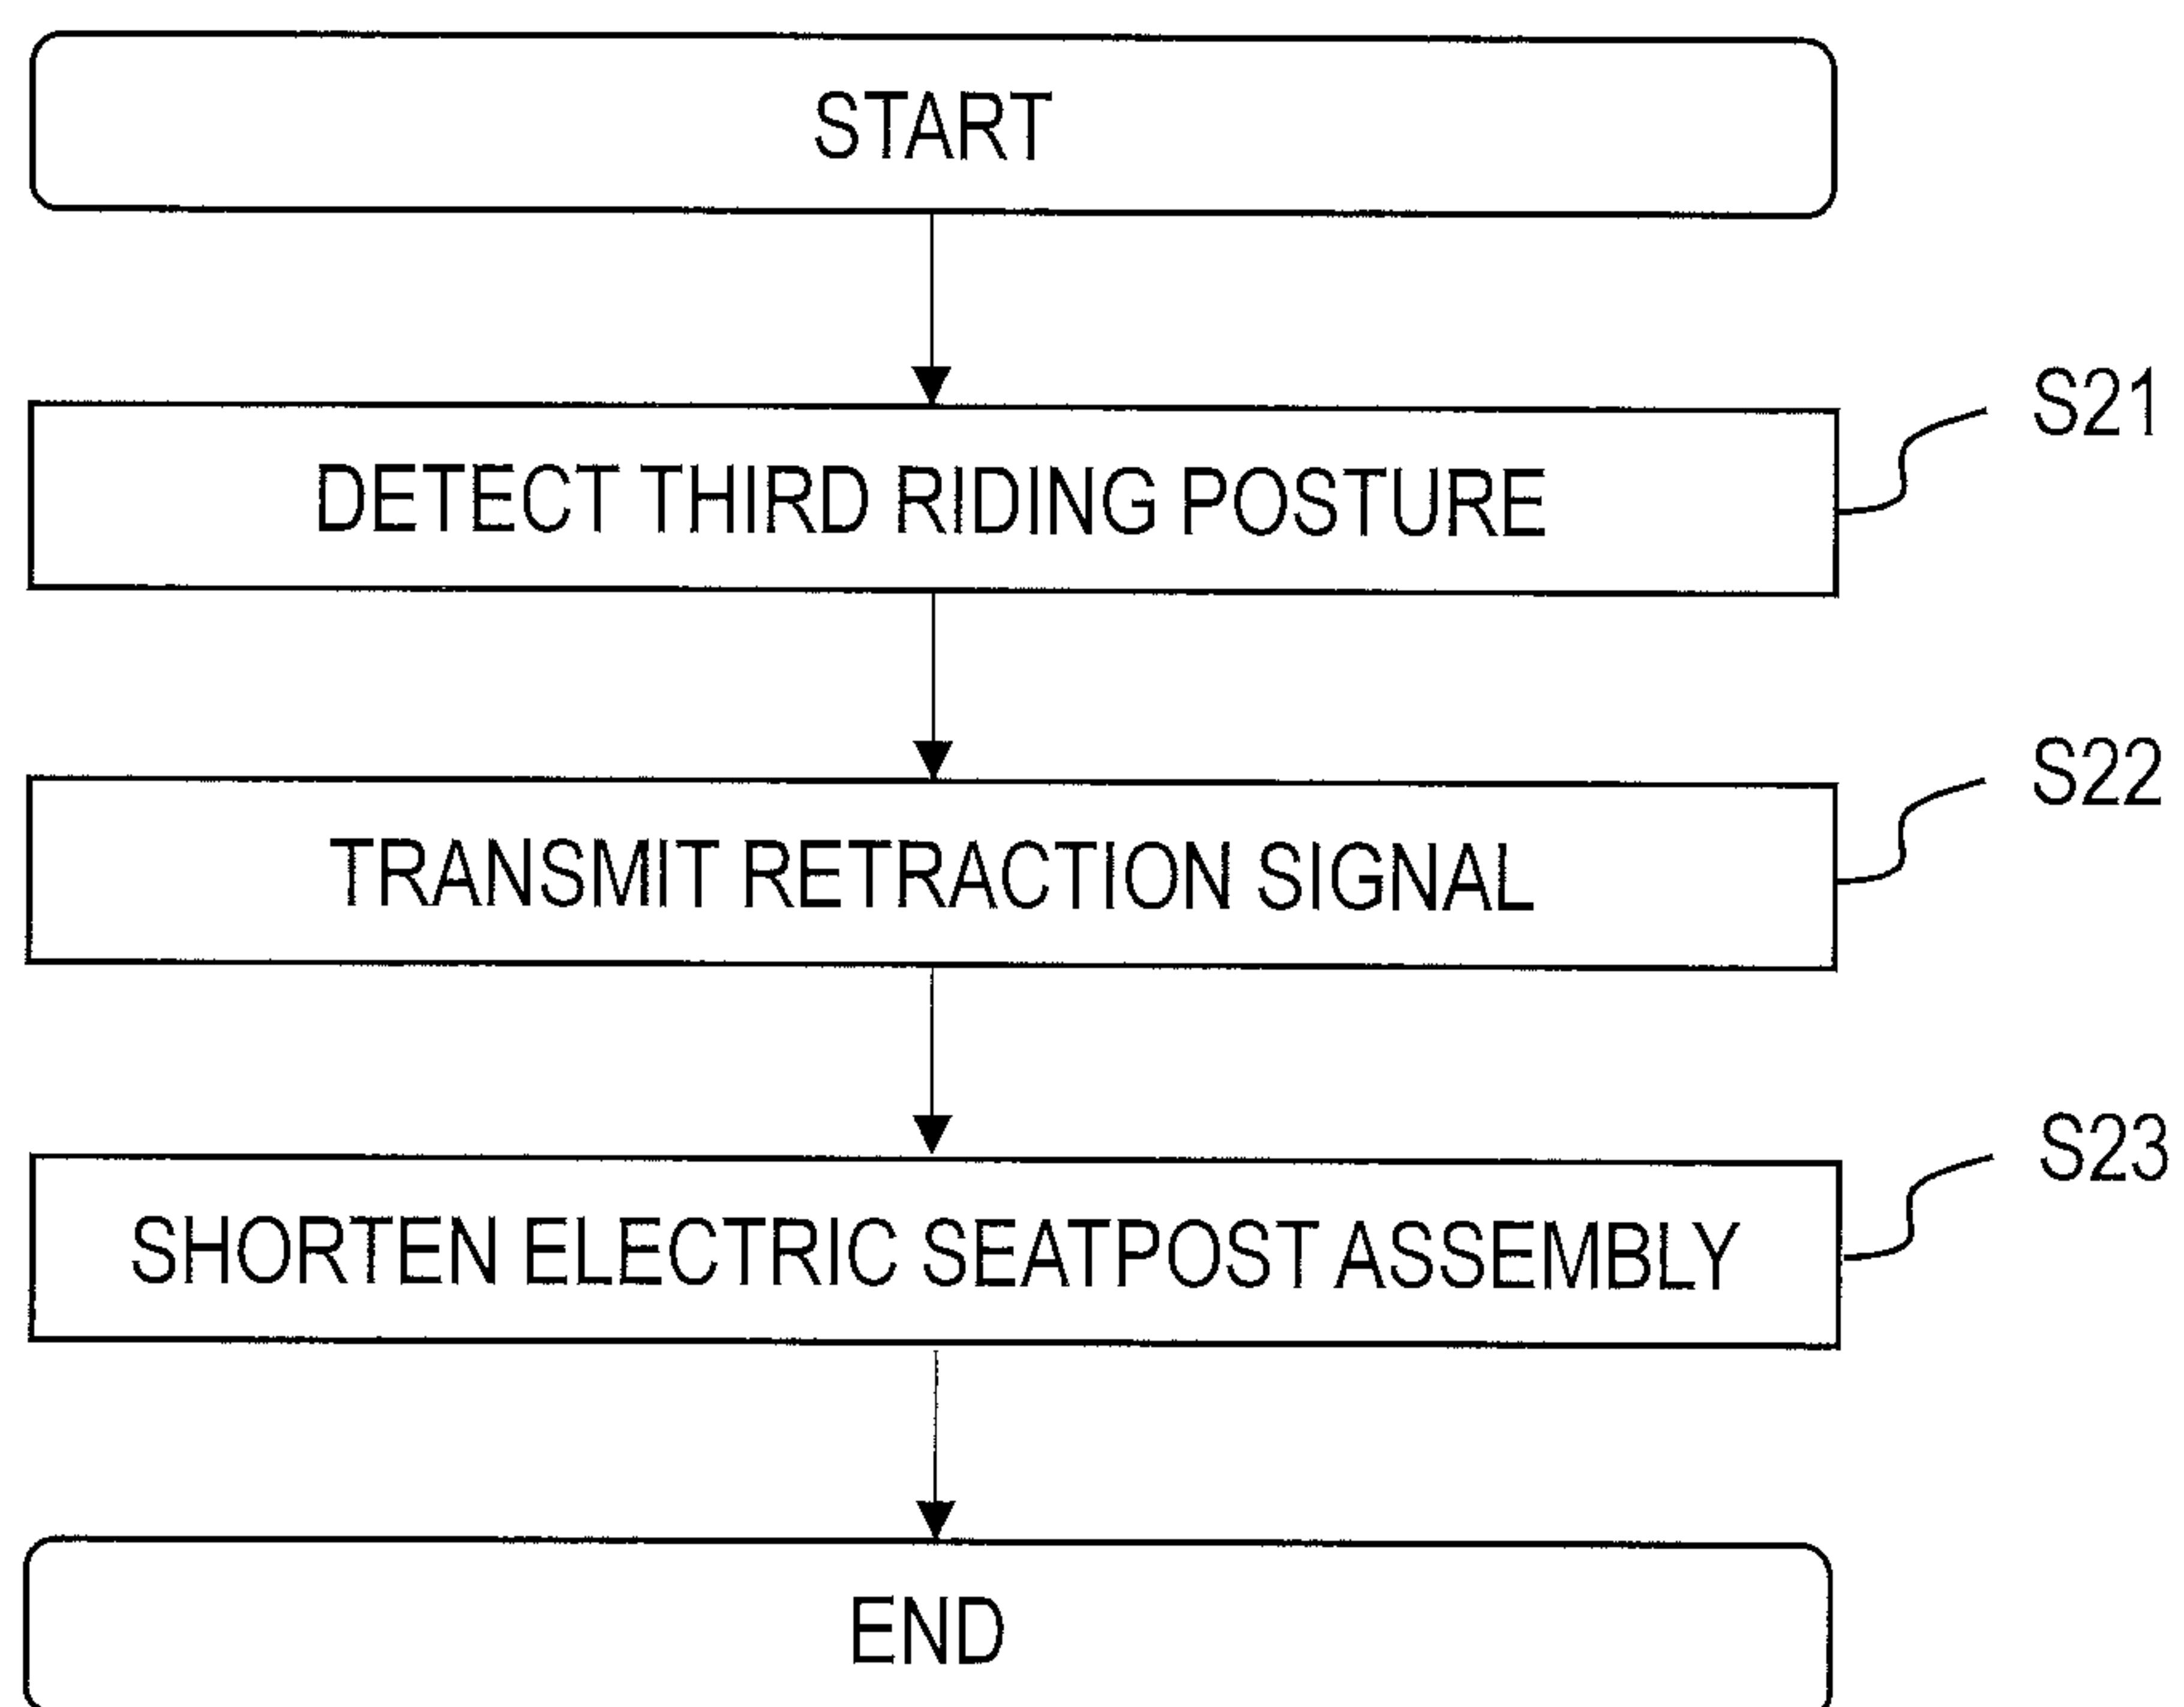 START
DETECT THIRD RIDING POSTURE
S21
TRANSMIT RETRACTION SIGNAL
S22
SHORTEN ELECTRIC SEATPOST ASSEMBLY
S23
END